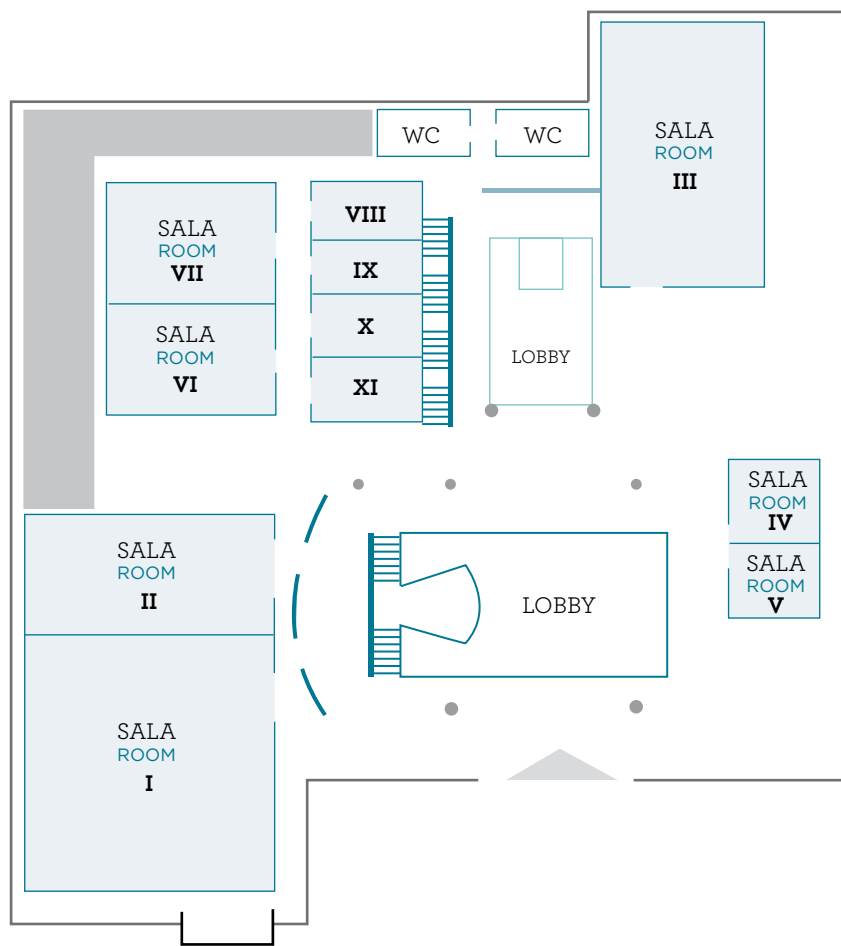 WC
WC
SALA
ROOM
III
SALA
ROOM
VII
SALA
ROOM
VI
VIII
IX
X
XI
LOBBY
SALA
ROOM
IV
SALA
ROOM
V
SALA
ROOM
II
LOBBY
SALA
ROOM
I